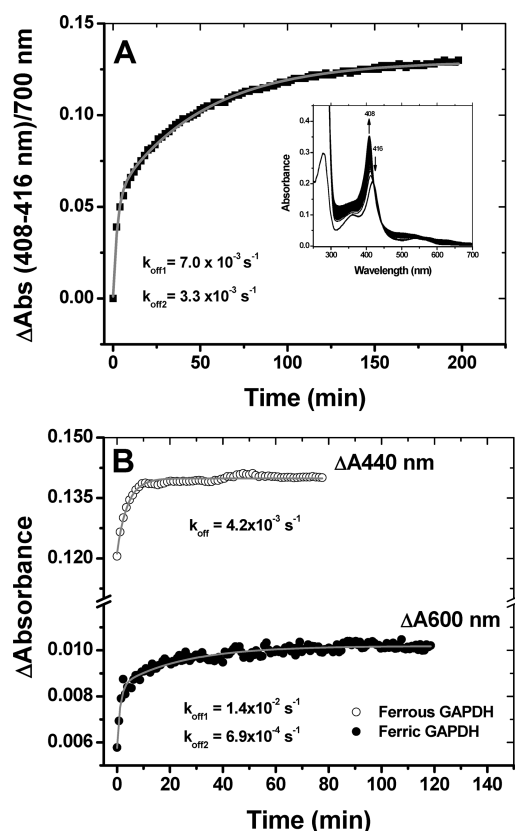 A
ΔAbs (408-416 nm)/700 nm
0.15
0.10
0.05
0.00
k_off1 = 7.0 x 10⁻³ s⁻¹
k_off2 = 3.3 x10⁻³ s⁻¹
0 50 100 150 200
Time (min)
Absorbance
0.4
0.3
0.2
0.1
0.0
408
416
300 400 500 600 700
Wavelength (nm)
B
ΔAbsorbance
0.150
0.135
0.120
0.010
0.008
0.006
ΔA440 nm
k_off = 4.2x10⁻³ s⁻¹
ΔA600 nm
k_off1 = 1.4x10⁻² s⁻¹
k_off2 = 6.9x10⁻⁴ s⁻¹
Ferrous GAPDH
Ferric GAPDH
0 20 40 60 80 100 120 140
Time (min)